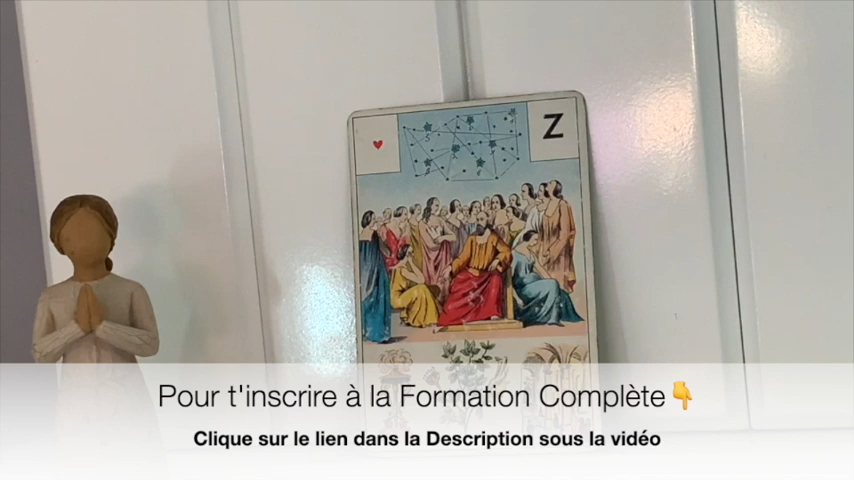 Z
Pour t'inscrire à la Formation Complète👇
Clique sur le lien dans la Description sous la vidéo